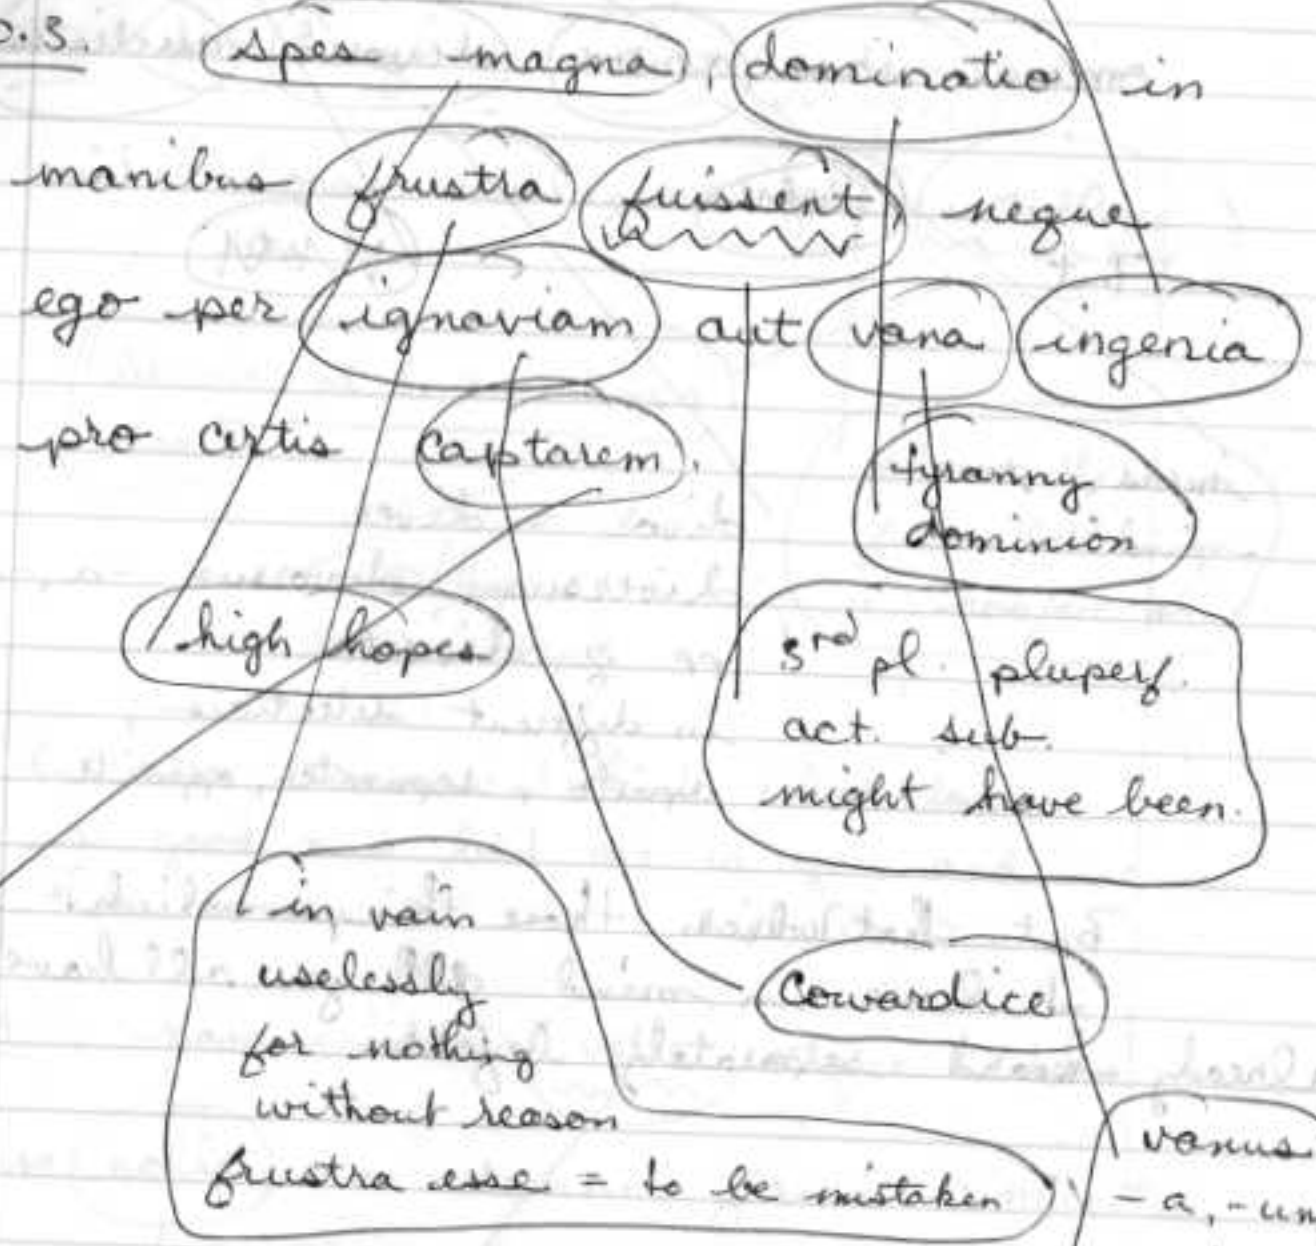 p.3. spes magna, dominatio in
manibus frustra fuissent neque
ego per ignaviam aut vana ingenia
pro certis captarem.
tyranny
dominion
high hopes
3rd pl. pluperf.
act. sub.
might have been.
in vain
uselessly
for nothing
without reason
frustra esse = to be mistaken
cowardice
vanus
-a, -um